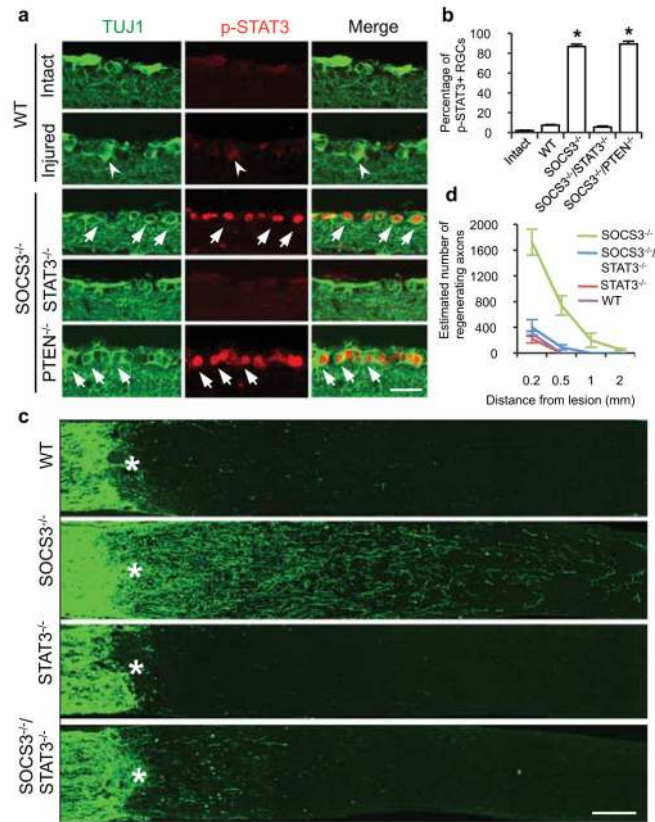 a
TUJ1 p-STAT3 Merge
WT
Intact
Injured
SOCS3⁻/⁻
STAT3⁻/⁻
PTEN⁻/⁻
b
Percentage of
p-STAT3+ RGCs
100
80
60
40
20
0
* *
Intact
WT
SOCS3⁻/⁻
SOCS3⁻/⁻/STAT3⁻/⁻
SOCS3⁻/⁻/PTEN⁻/⁻
d
Estimated number of
regenerating axons
2000
1600
1200
800
400
0
0.2 0.5 1 2
Distance from lesion (mm)
SOCS3⁻/⁻
SOCS3⁻/⁻/
STAT3⁻/⁻
STAT3⁻/⁻
WT
c
WT
*
SOCS3⁻/⁻
*
STAT3⁻/⁻
*
SOCS3⁻/⁻/
STAT3⁻/⁻
*